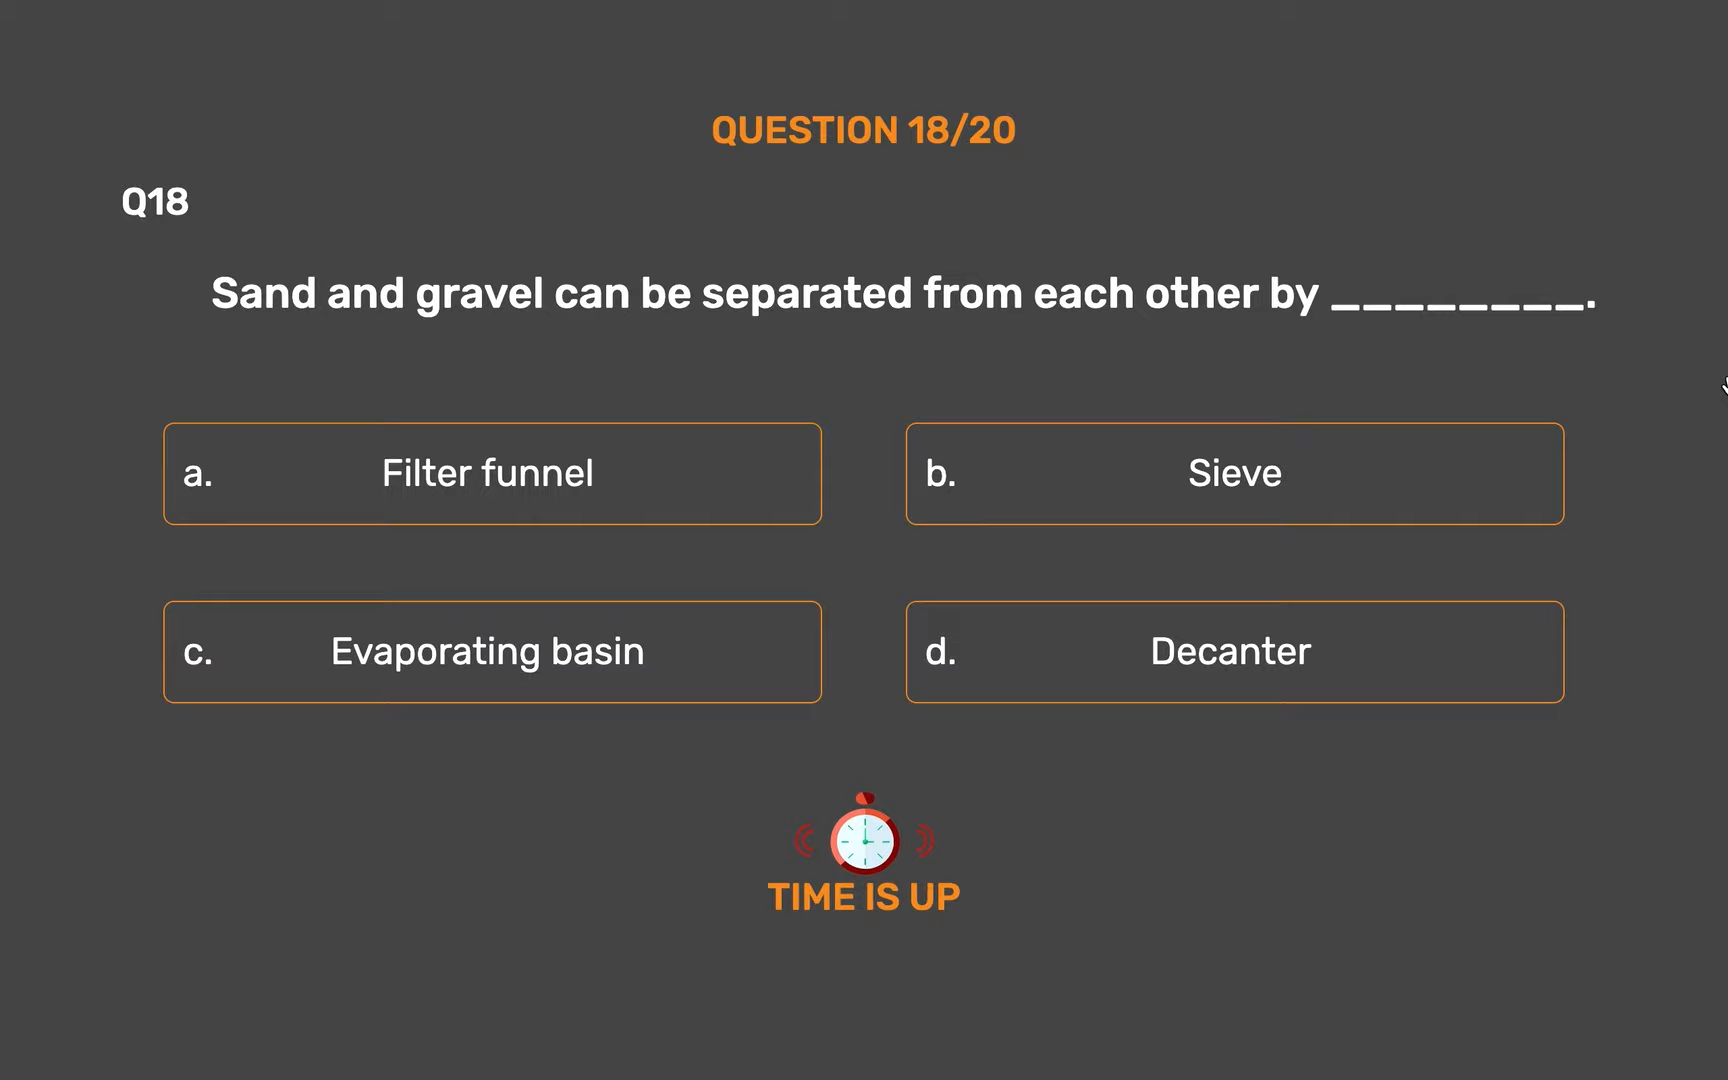 QUESTION 18/20
Q18
Sand and gravel can be separated from each other by ________.
a. Filter funnel
b. Sieve
c. Evaporating basin
d. Decanter
TIME IS UP